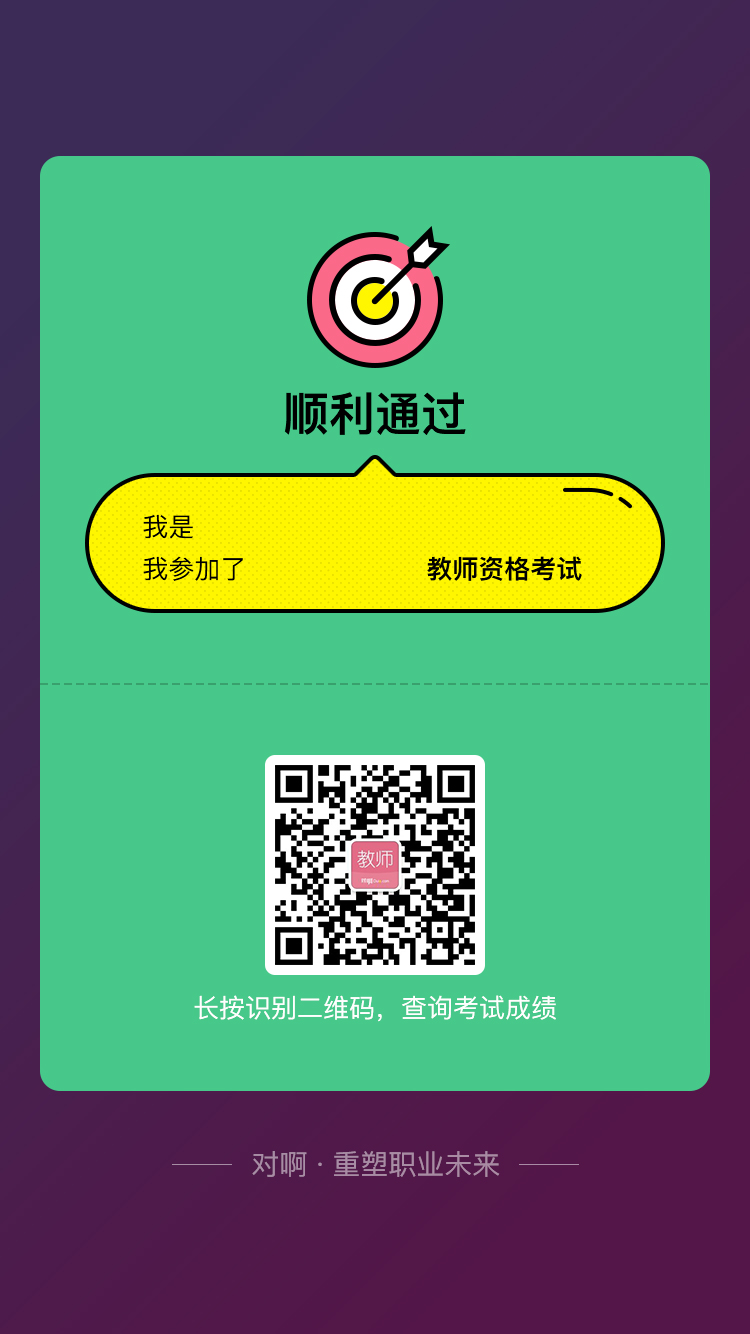 顺利通过
我是
我参加了 教师资格考试
教师
长按识别二维码，查询考试成绩
对啊 · 重塑职业未来